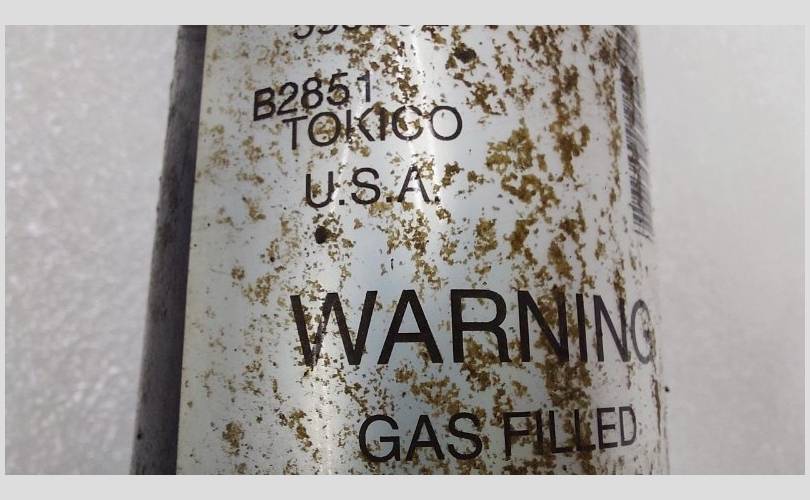 B2851
TOKICO
U.S.A.
WARNING
GAS FILLED